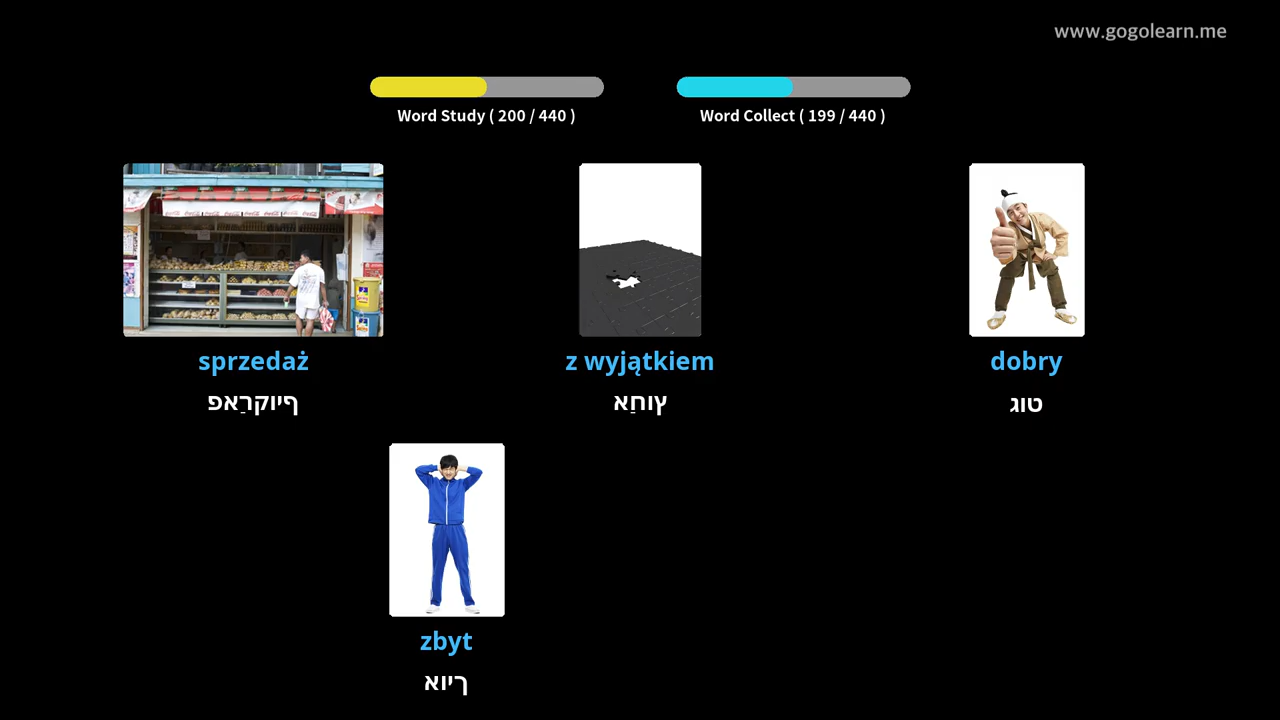 www.gogolearn.me
Word Study ( 200 / 440 )
Word Collect ( 199 / 440 )
sprzedaż
z wyjątkiem
dobry
ףיוקרַאפ
ץוחַא
טוג
zbyt
ךיוא